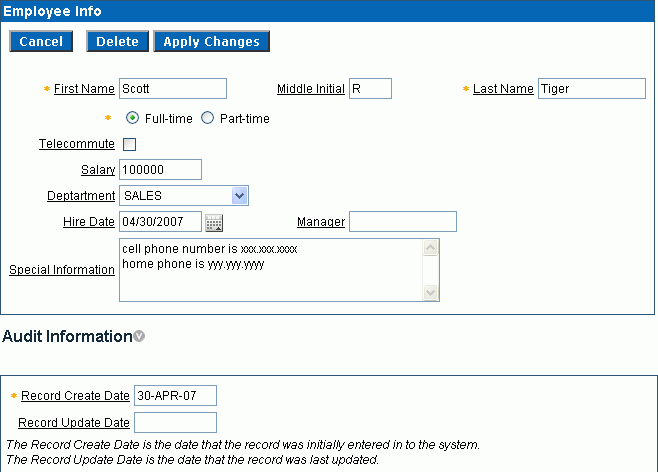 Employee Info
Cancel Delete Apply Changes
* First Name Scott Middle Initial R * Last Name Tiger
* Full-time Part-time
Telecommute
Salary 100000
Deptartment SALES
Hire Date 04/30/2007 Manager
cell phone number is xxx.xxx.xxxx
Special Information home phone is yyy.yyy.yyyy
Audit Information
* Record Create Date 30-APR-07
Record Update Date
The Record Create Date is the date that the record was initially entered in to the system.
The Record Update Date is the date that the record was last updated.